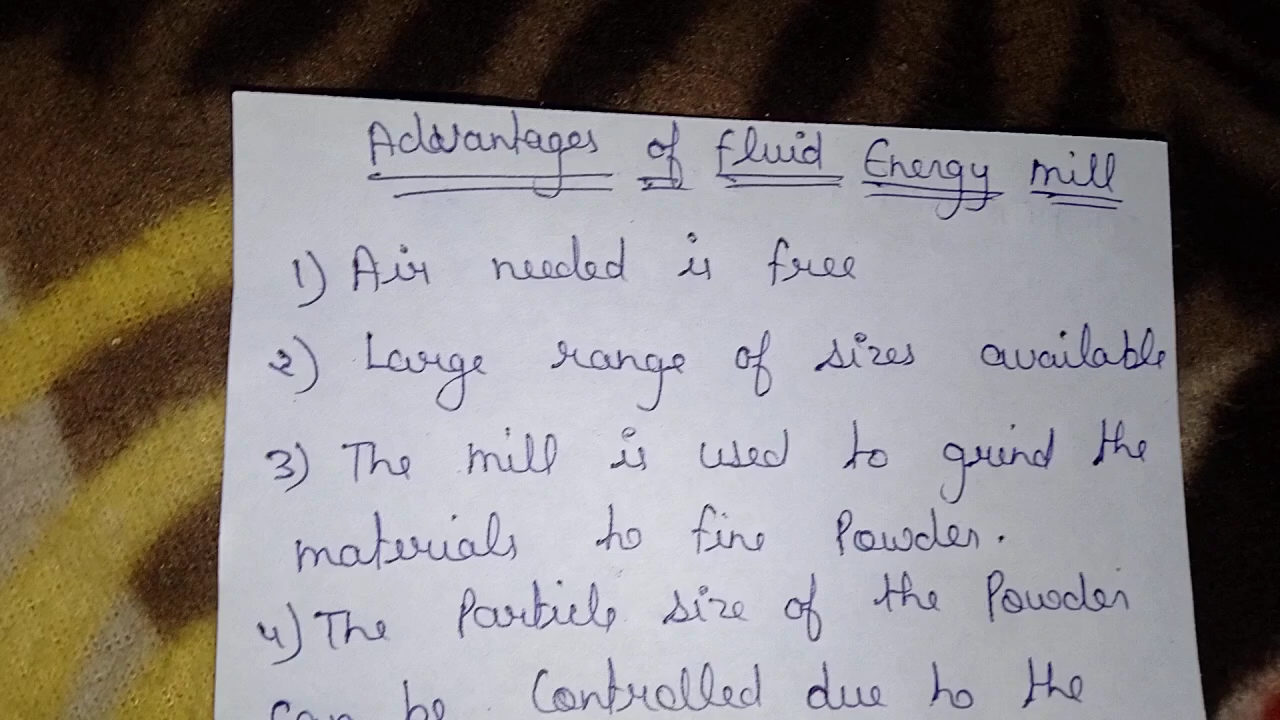 Advantages of fluid Energy mill
1) Air needed is free
2) Large range of sizes available
3) The mill is used to grind the
materials to fine Powder.
4) The Particle size of the Powder
can be controlled due to the